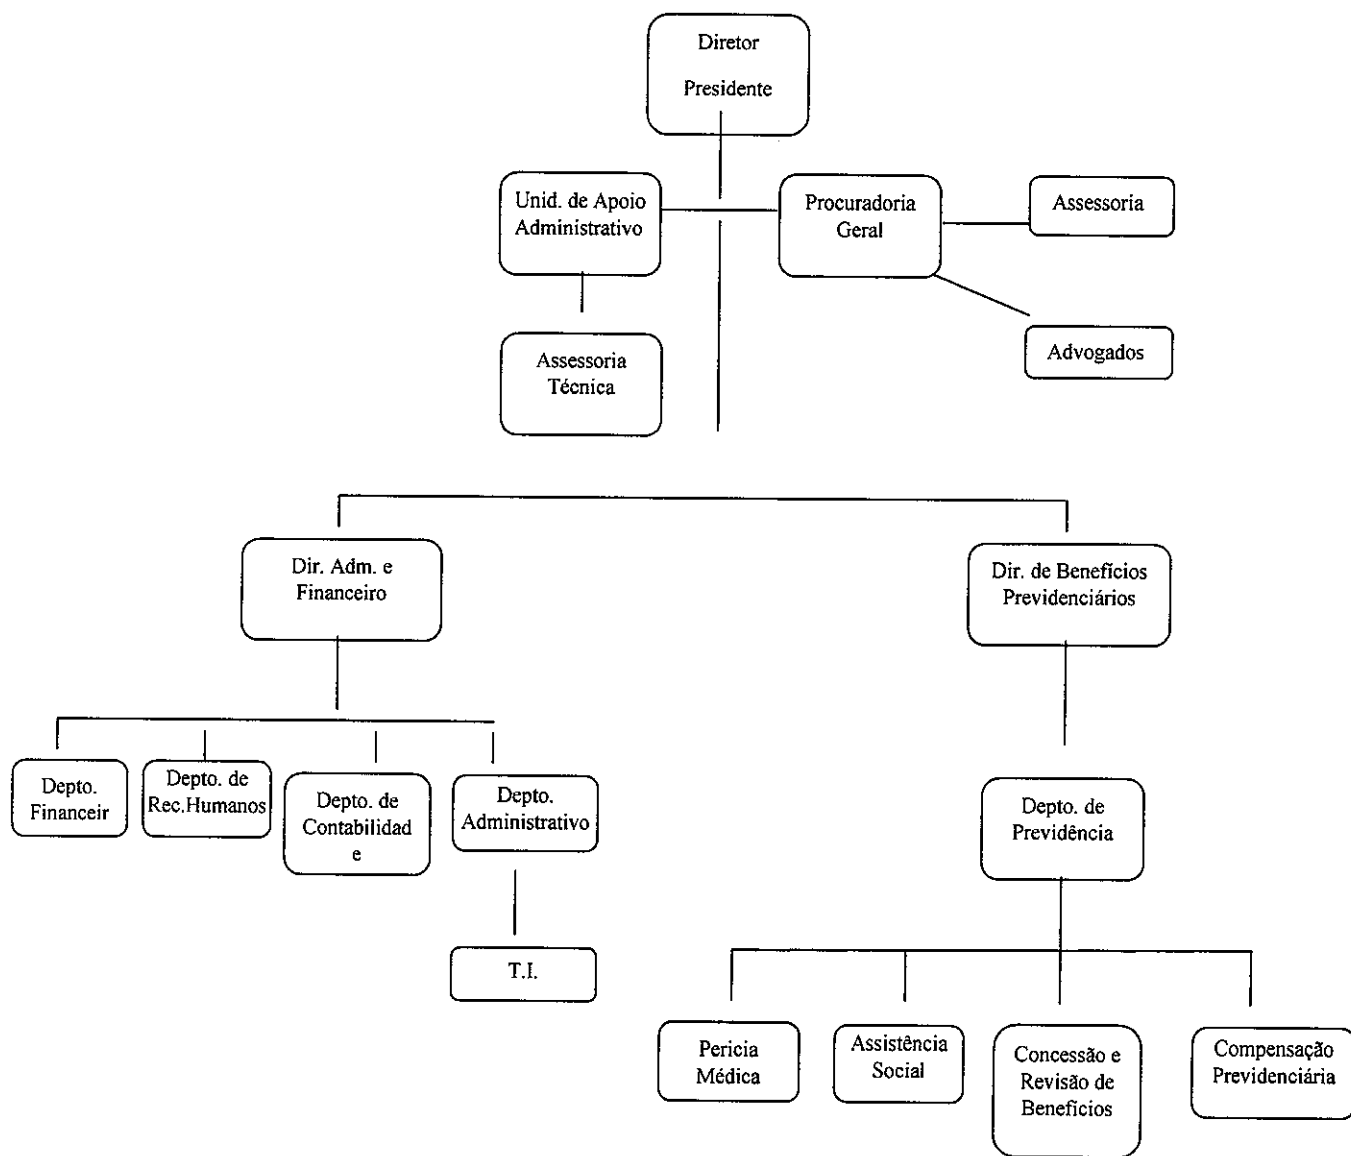 Diretor
Presidente
Unid. de Apoio
Administrativo
Procuradoria
Geral
Assessoria
Assessoria
Técnica
Advogados
Dir. Adm. e
Financeiro
Dir. de Benefícios
Previdenciários
Depto.
Financeir
Depto. de
Rec.Humanos
Depto. de
Contabilidad
e
Depto.
Administrativo
Depto. de
Previdência
T.I.
Pericia
Médica
Assistência
Social
Concessão e
Revisão de
Benefícios
Compensação
Previdenciária